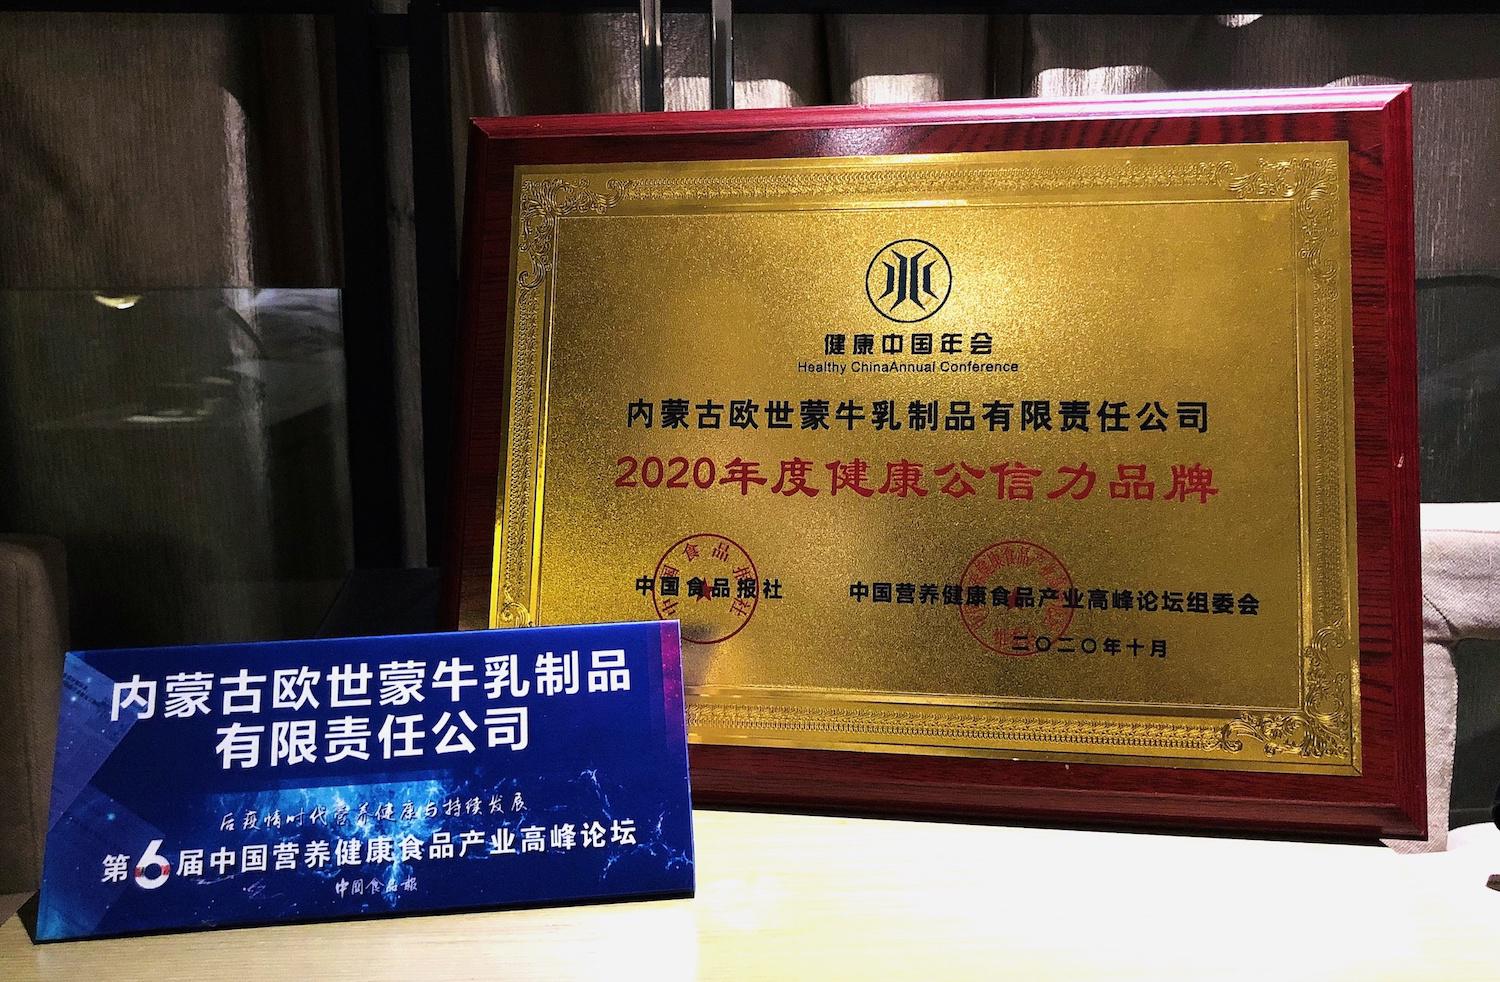 健康中国年会
Healthy ChinaAnnual Conference
内蒙古欧世蒙牛乳制品有限责任公司
2020年度健康公信力品牌
中国食品报社
中国食品报社
中国营养健康食品产业高峰论坛组委会
二〇二〇年十月
内蒙古欧世蒙牛乳制品
有限责任公司
后疫情时代营养健康与持续发展
第6届中国营养健康食品产业高峰论坛
中国食品报